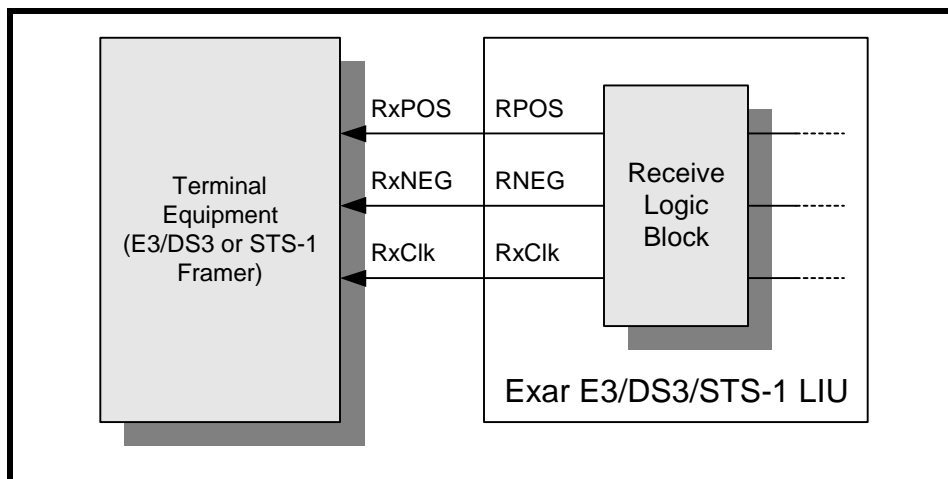 RxPOS RPOS
RxNEG RNEG
RxClk RxClk
Terminal
Equipment
(E3/DS3 or STS-1
Framer)
Receive
Logic
Block
Exar E3/DS3/STS-1 LIU